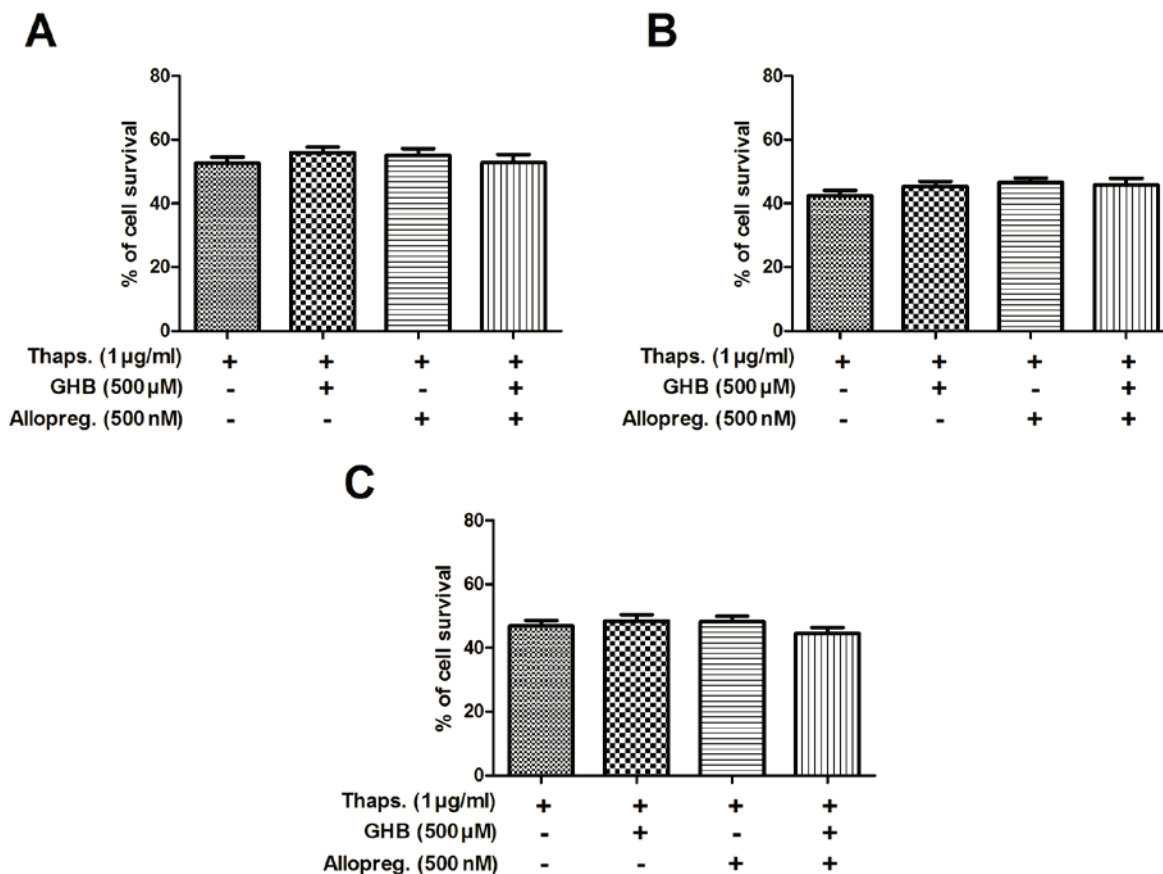 A
% of cell survival
80
60
40
20
0
Thaps. (1 µg/ml) + + + +
GHB (500 µM) - + - +
Allopreg. (500 nM) - - + +
B
% of cell survival
80
60
40
20
0
Thaps. (1 µg/ml) + + + +
GHB (500 µM) - + - +
Allopreg. (500 nM) - - + +
C
% of cell survival
80
60
40
20
0
Thaps. (1 µg/ml) + + + +
GHB (500 µM) - + - +
Allopreg. (500 nM) - - + +